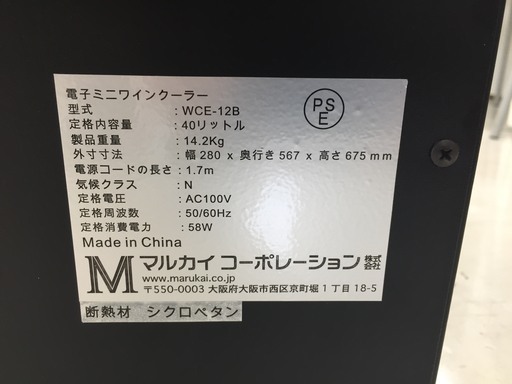 電子ミニワインクーラー
型式 : WCE-12B
定格内容量 : 40リットル
製品重量 : 14.2Kg
外寸寸法 : 幅 280 x 奥行き 567 x 高さ 675 mm
電源コードの長さ : 1.7m
気候クラス : N
定格電圧 : AC100V
定格周波数 : 50/60Hz
定格消費電力 : 58W
Made in China
PS
E
M マルカイ コーポレーション 株式会社
www.marukai.co.jp
〒550-0003 大阪府大阪市西区京町堀1丁目18-5
断熱材 シクロペタン